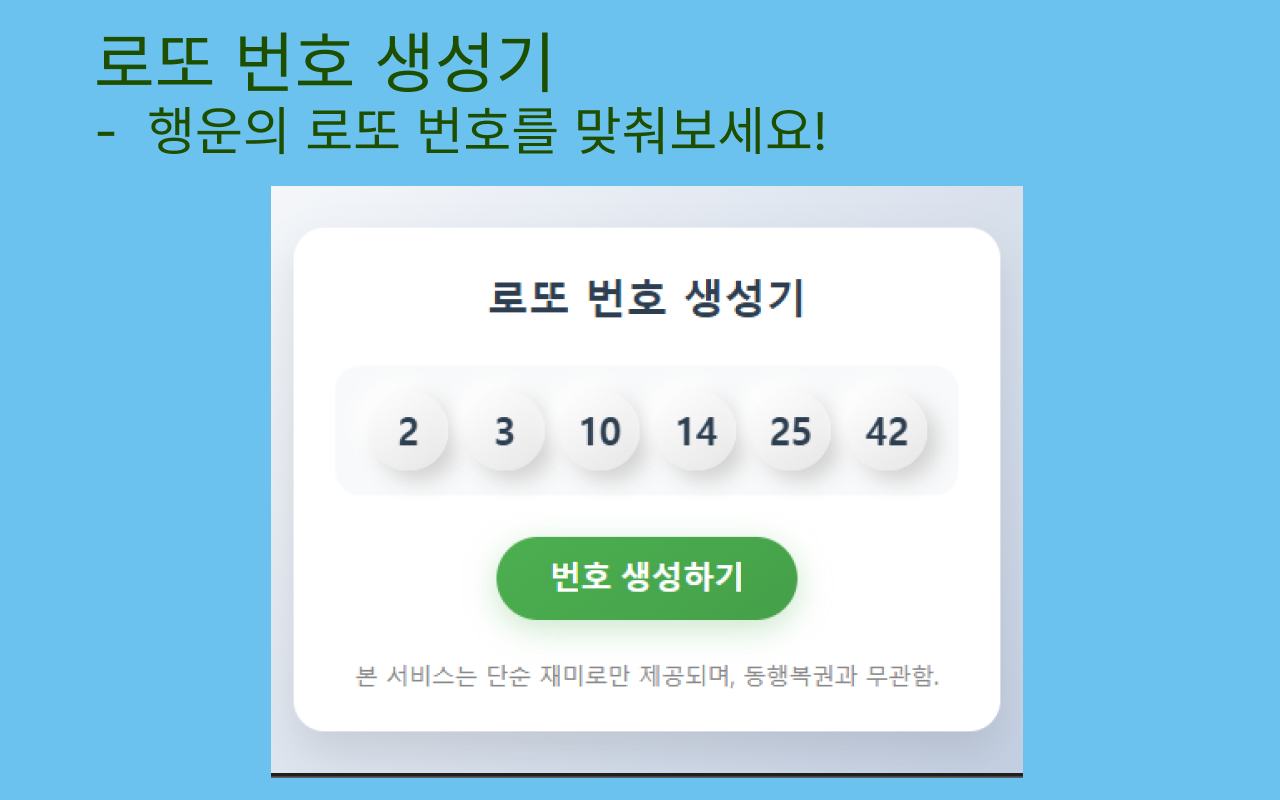 로또 번호 생성기
- 행운의 로또 번호를 맞춰보세요!
로또 번호 생성기
2 3 10 14 25 42
번호 생성하기
본 서비스는 단순 재미로만 제공되며, 동행복권과 무관함.